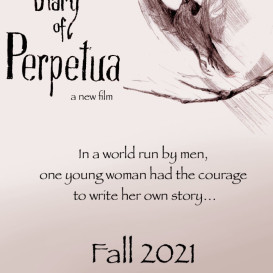 Diary
of
Perpetua
a new film
In a world run by men,
one young woman had the courage
to write her own story...
Fall 2021